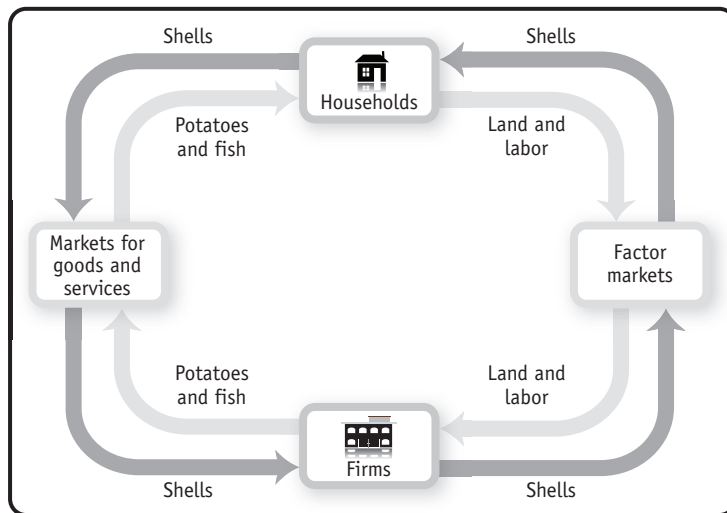 Shells
Shells
Households
Potatoes
and fish
Land and
labor
Markets for
goods and
services
Factor
markets
Potatoes
and fish
Land and
labor
Firms
Shells
Shells